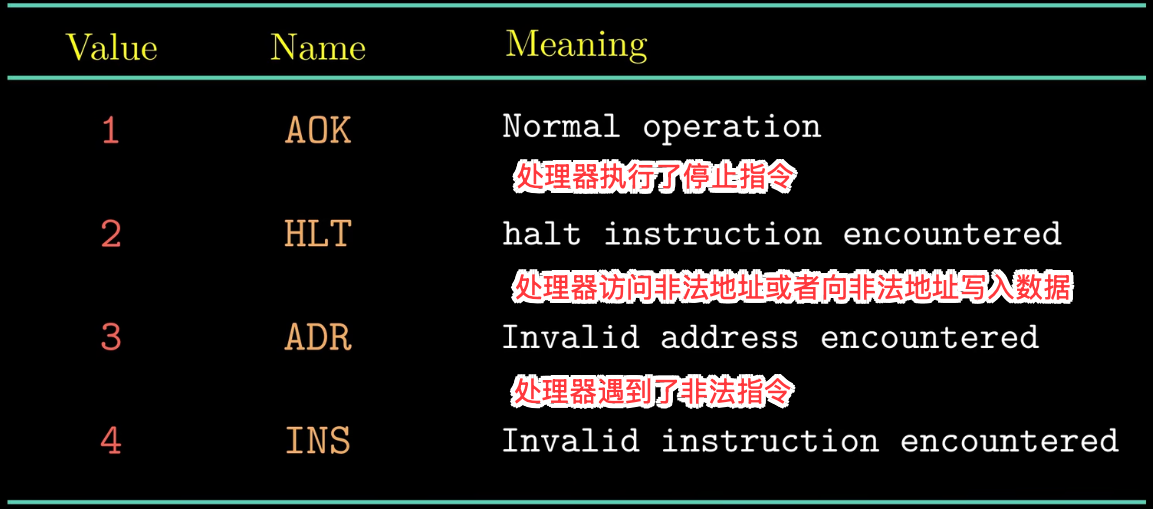 Value Name Meaning
1 AOK Normal operation
处理器执行了停止指令
2 HLT halt instruction encountered
处理器访问非法地址或者向非法地址写入数据
3 ADR Invalid address encountered
处理器遇到了非法指令
4 INS Invalid instruction encountered